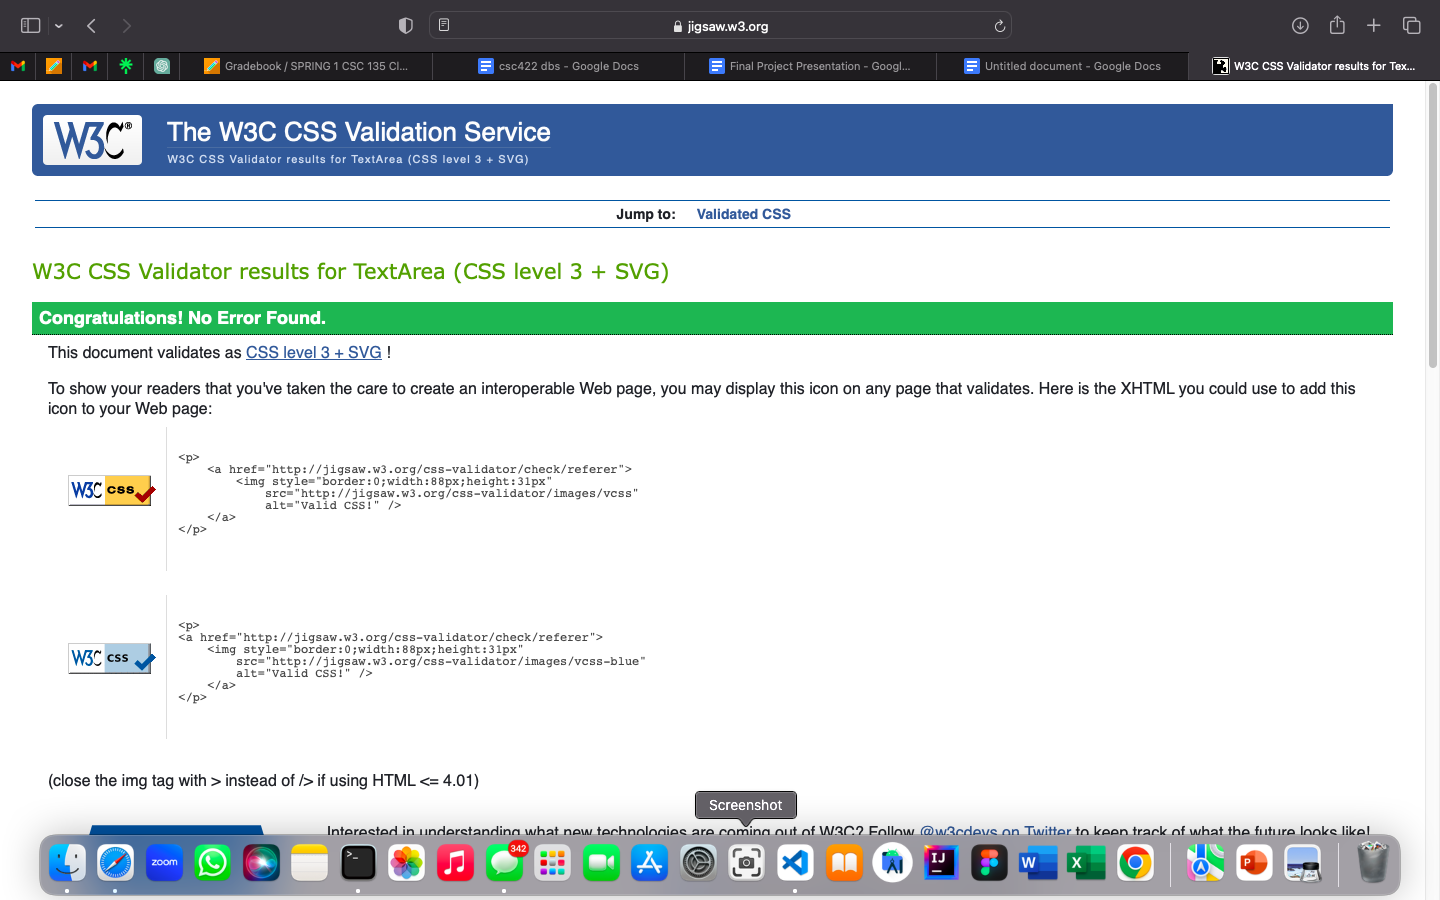 jigsaw.w3.org
Gradebook / SPRING 1 CSC 135 Cl...
csc422 dbs - Google Docs
Final Project Presentation - Googl...
Untitled document - Google Docs
W3C CSS Validator results for Tex...
W3C®
The W3C CSS Validation Service
W3C CSS Validator results for TextArea (CSS level 3 + SVG)
Jump to: Validated CSS
W3C CSS Validator results for TextArea (CSS level 3 + SVG)
Congratulations! No Error Found.
This document validates as CSS level 3 + SVG !
To show your readers that you've taken the care to create an interoperable Web page, you may display this icon on any page that validates. Here is the XHTML you could use to add this
icon to your Web page:
W3C css
<p>
<a href="http://jigsaw.w3.org/css-validator/check/referer">
<img style="border:0;width:88px;height:31px"
src="http://jigsaw.w3.org/css-validator/images/vcss"
alt="Valid CSS!" />
</a>
</p>
W3C css
<p>
<a href="http://jigsaw.w3.org/css-validator/check/referer">
<img style="border:0;width:88px;height:31px"
src="http://jigsaw.w3.org/css-validator/images/vcss-blue"
alt="Valid CSS!" />
</a>
</p>
(close the img tag with > instead of /> if using HTML <= 4.01)
Screenshot
Interested in understanding what new technologies are coming out of W3C? Follow @w3cdevs on Twitter to keep track of what the future looks like!
zoom
>_
342
IJ
W
X
P